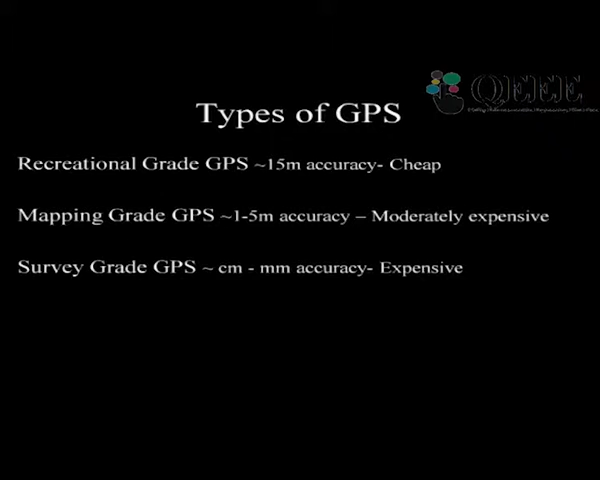 QEEE
Types of GPS
Recreational Grade GPS ~15m accuracy- Cheap
Mapping Grade GPS ~1-5m accuracy – Moderately expensive
Survey Grade GPS ~ cm - mm accuracy- Expensive